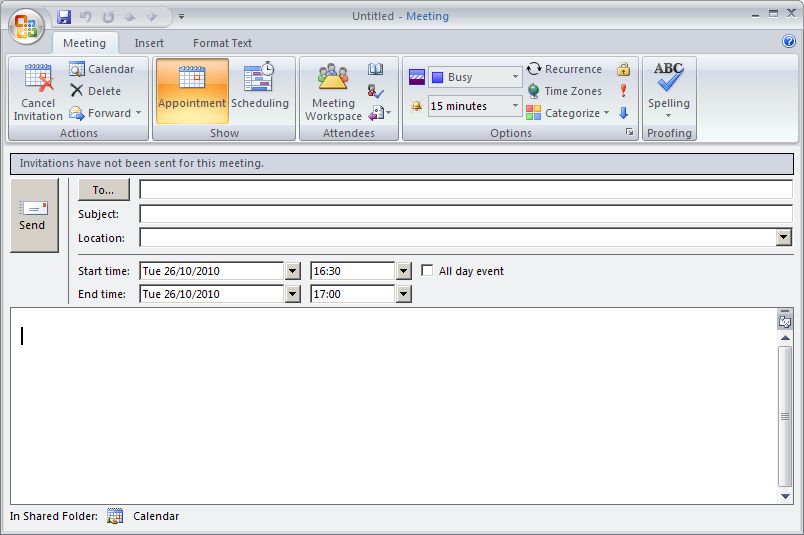 Untitled - Meeting
Meeting Insert Format Text
Cancel Invitation
Calendar
Delete
Forward
Actions
Appointment
Scheduling
Show
Meeting Workspace
Attendees
Busy
15 minutes
Recurrence
Time Zones
Categorize
Options
ABC
Spelling
Proofing
Invitations have not been sent for this meeting.
Send
To...
Subject:
Location:
Start time: Tue 26/10/2010 16:30 All day event
End time: Tue 26/10/2010 17:00
In Shared Folder: Calendar